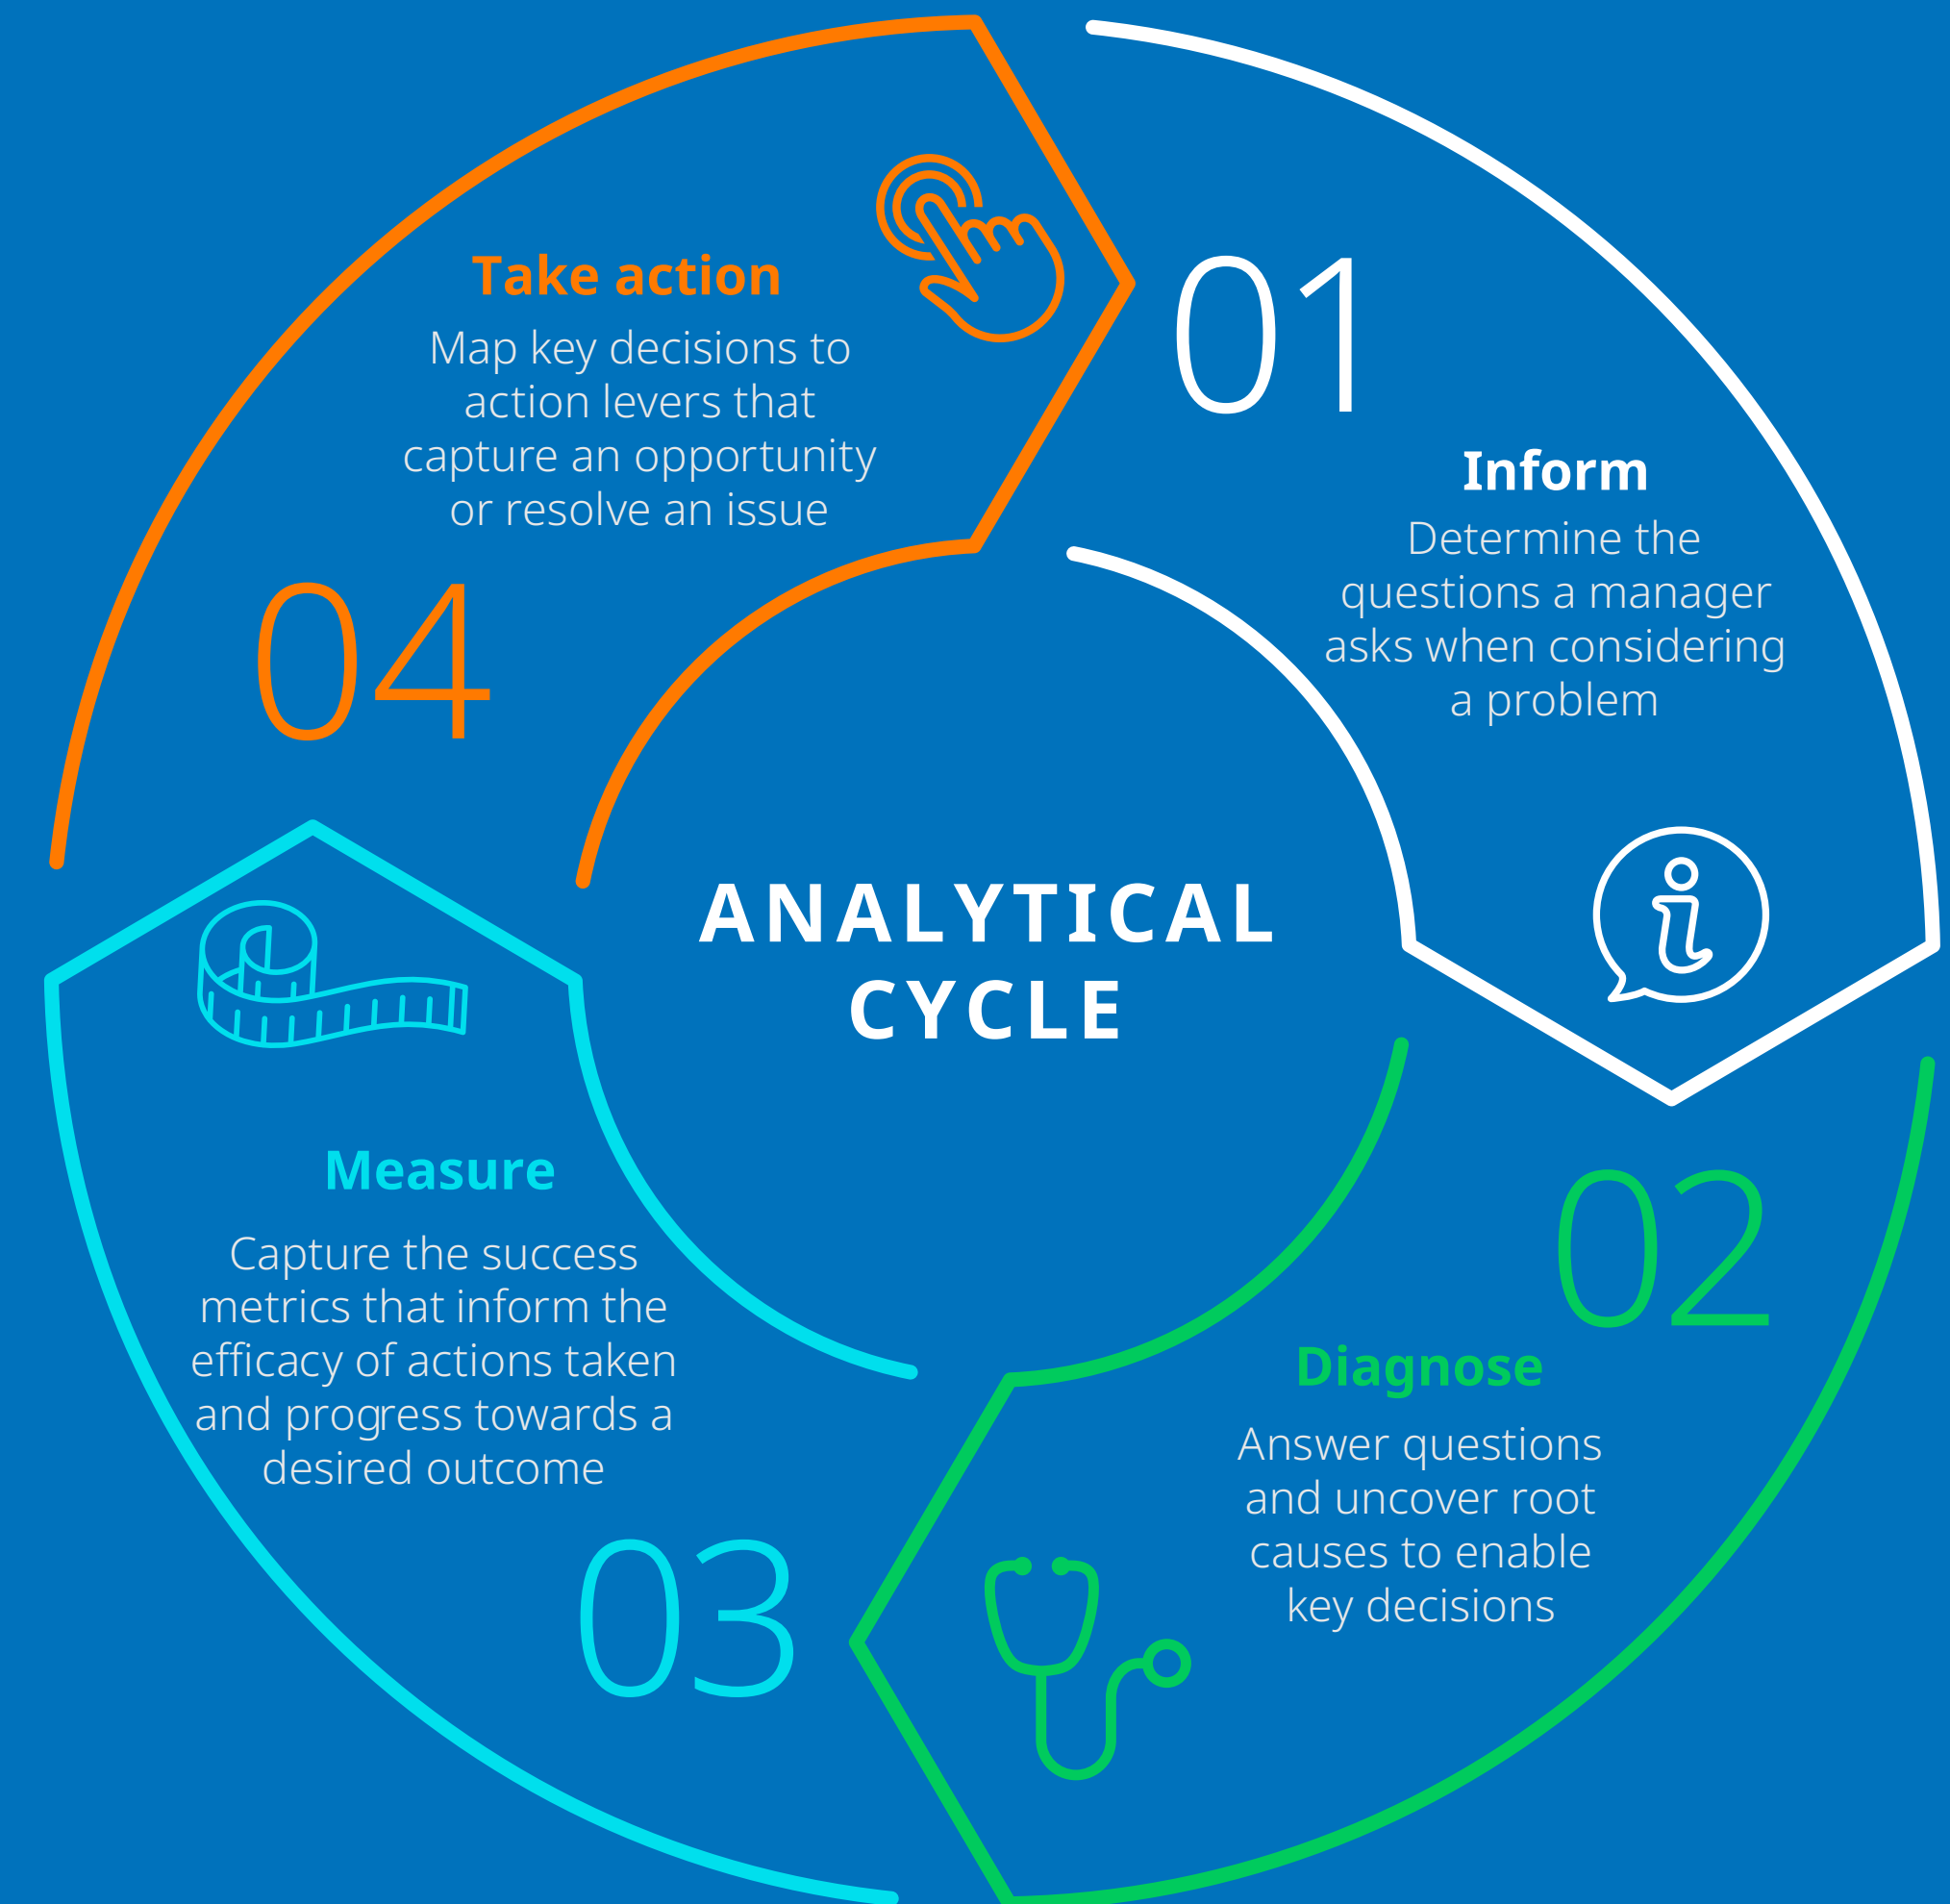 ANALYTICAL
CYCLE
01
Inform
Determine the
questions a manager
asks when considering
a problem
02
Diagnose
Answer questions
and uncover root
causes to enable
key decisions
03
Measure
Capture the success
metrics that inform the
efficacy of actions taken
and progress towards a
desired outcome
04
Take action
Map key decisions to
action levers that
capture an opportunity
or resolve an issue